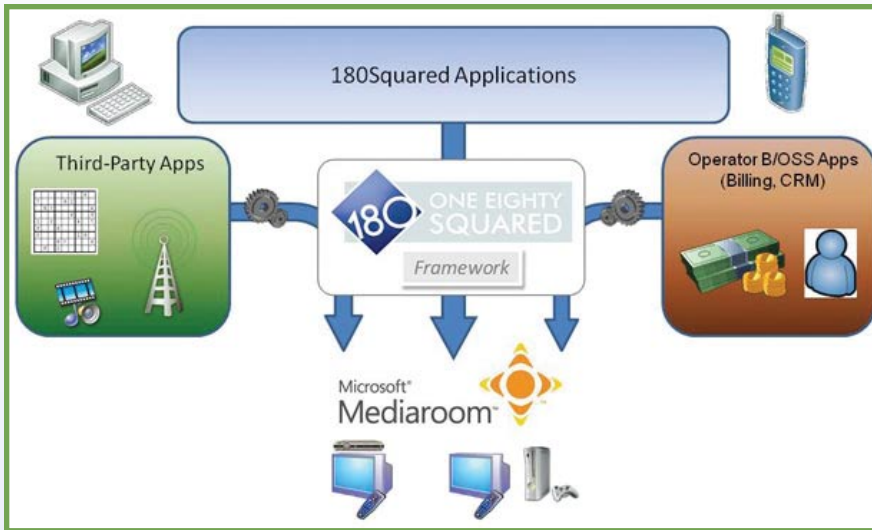 180Squared Applications
Third-Party Apps
Operator B/OSS Apps
(Billing, CRM)
180
ONE EIGHTY
SQUARED
Framework
Microsoft®
Mediaroom™